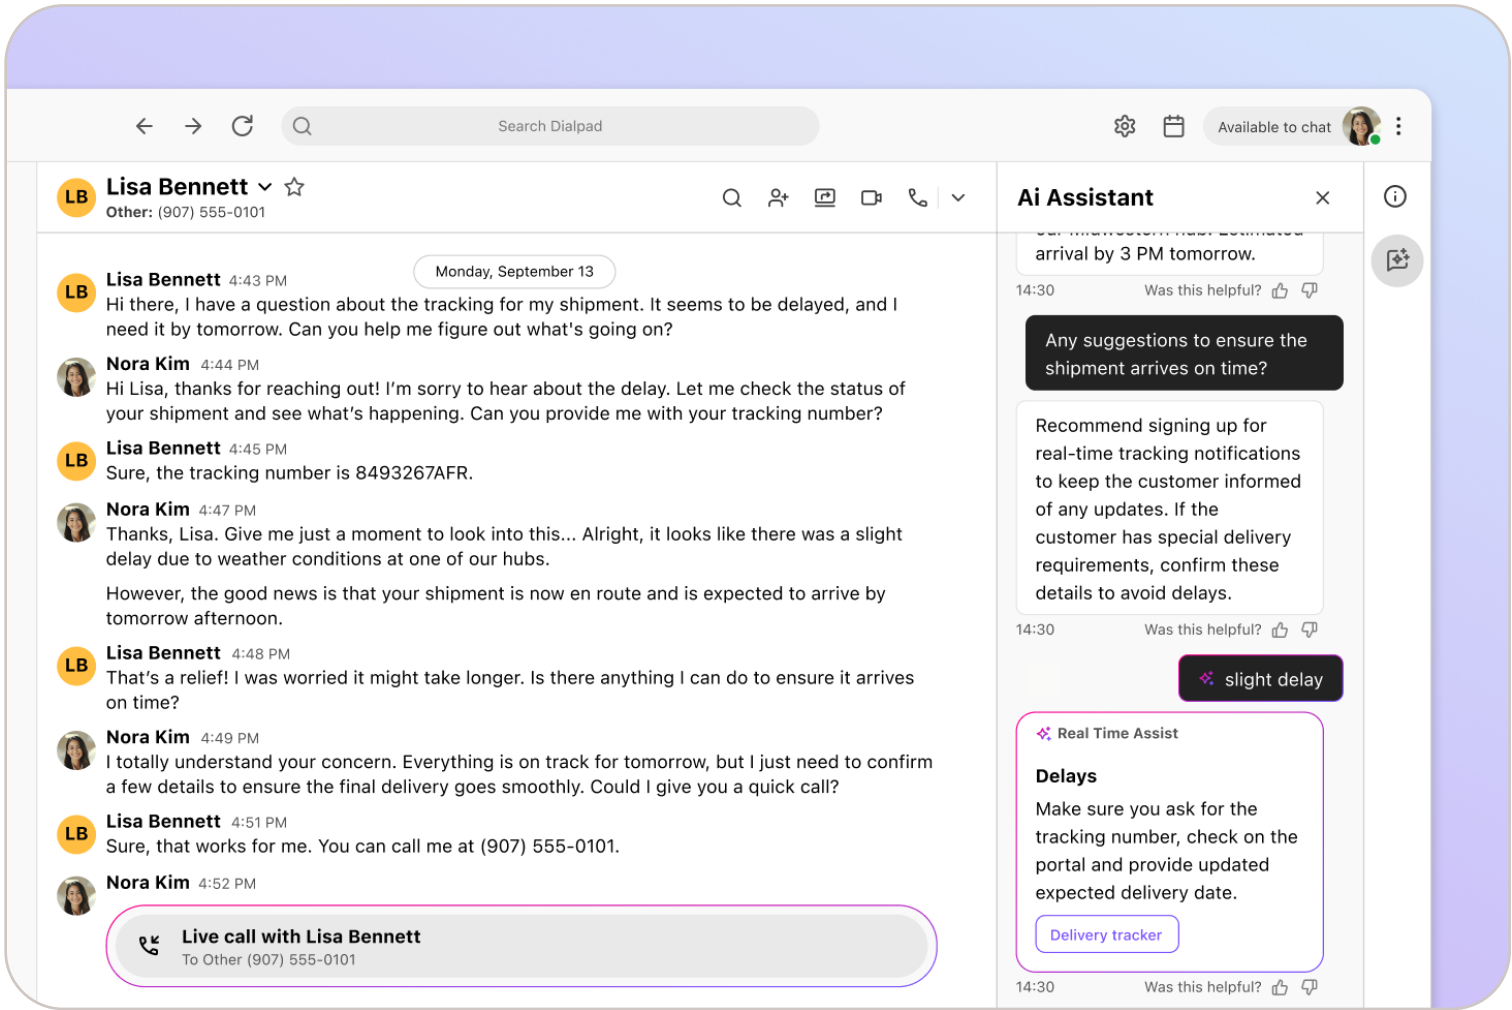 Search Dialpad
Available to chat
LB
Lisa Bennett
Other: (907) 555-0101
Monday, September 13
LB
Lisa Bennett 4:43 PM
Hi there, I have a question about the tracking for my shipment. It seems to be delayed, and I
need it by tomorrow. Can you help me figure out what's going on?
Nora Kim 4:44 PM
Hi Lisa, thanks for reaching out! I’m sorry to hear about the delay. Let me check the status of
your shipment and see what’s happening. Can you provide me with your tracking number?
LB
Lisa Bennett 4:45 PM
Sure, the tracking number is 8493267AFR.
Nora Kim 4:47 PM
Thanks, Lisa. Give me just a moment to look into this... Alright, it looks like there was a slight
delay due to weather conditions at one of our hubs.
However, the good news is that your shipment is now en route and is expected to arrive by
tomorrow afternoon.
LB
Lisa Bennett 4:48 PM
That’s a relief! I was worried it might take longer. Is there anything I can do to ensure it arrives
on time?
Nora Kim 4:49 PM
I totally understand your concern. Everything is on track for tomorrow, but I just need to confirm
a few details to ensure the final delivery goes smoothly. Could I give you a quick call?
LB
Lisa Bennett 4:51 PM
Sure, that works for me. You can call me at (907) 555-0101.
Nora Kim 4:52 PM
Live call with Lisa Bennett
To Other (907) 555-0101
Ai Assistant
our midwestern hub. Estimated
arrival by 3 PM tomorrow.
14:30 Was this helpful?
Any suggestions to ensure the
shipment arrives on time?
Recommend signing up for
real-time tracking notifications
to keep the customer informed
of any updates. If the
customer has special delivery
requirements, confirm these
details to avoid delays.
14:30 Was this helpful?
slight delay
Real Time Assist
Delays
Make sure you ask for the
tracking number, check on the
portal and provide updated
expected delivery date.
Delivery tracker
14:30 Was this helpful?